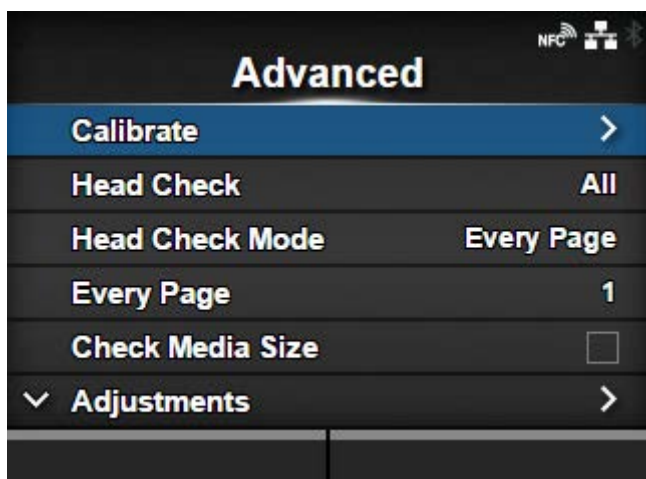 NFC
Advanced
Calibrate
Head Check All
Head Check Mode Every Page
Every Page 1
Check Media Size
Adjustments